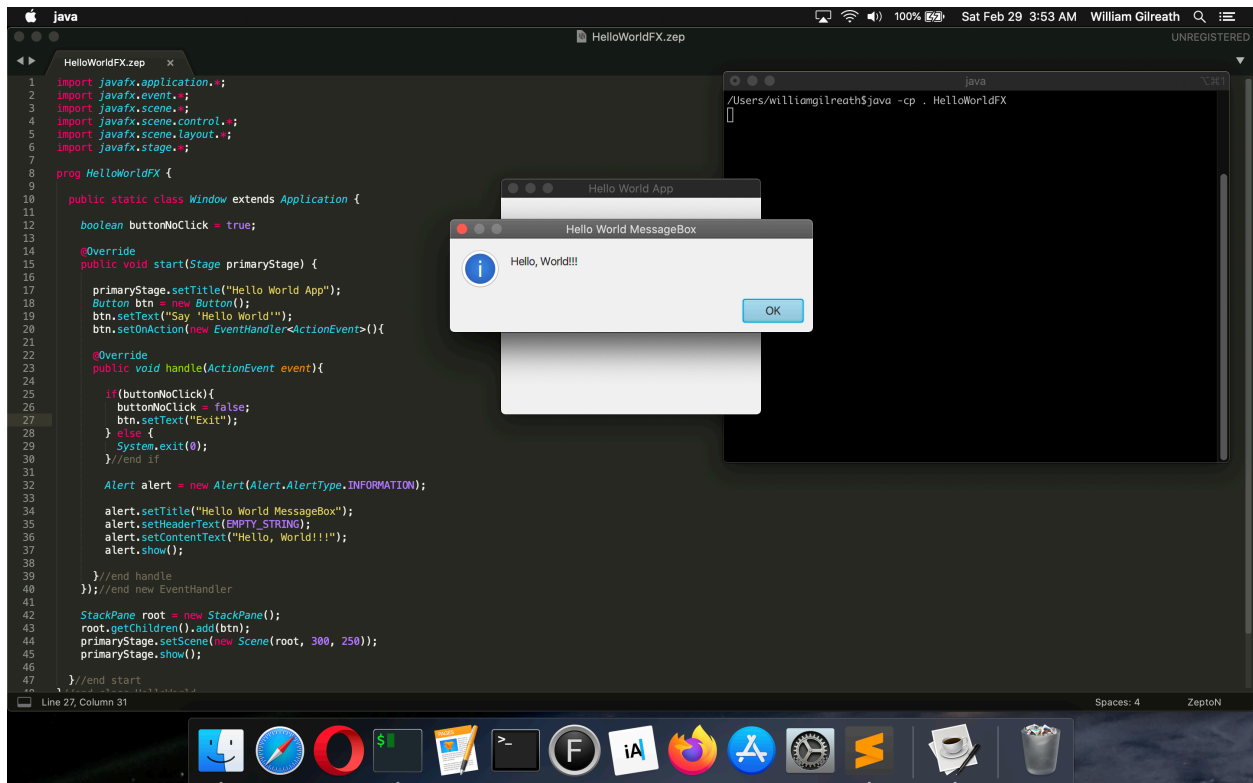 java
100%
Sat Feb 29 3:53 AM
William Gilreath
HelloWorldFX.zep
UNREGISTERED
HelloWorldFX.zep ×
1 import javafx.application.*;
2 import javafx.event.*;
3 import javafx.scene.*;
4 import javafx.scene.control.*;
5 import javafx.scene.layout.*;
6 import javafx.stage.*;
7
8 prog HelloWorldFX {
9
10 public static class Window extends Application {
11
12 boolean buttonNoClick = true;
13
14 @Override
15 public void start(Stage primaryStage) {
16
17 primaryStage.setTitle("Hello World App");
18 Button btn = new Button();
19 btn.setText("Say 'Hello World'");
20 btn.setOnAction(new EventHandler<ActionEvent>(){
21
22 @Override
23 public void handle(ActionEvent event){
24
25 if(buttonNoClick){
26 buttonNoClick = false;
27 btn.setText("Exit");
28 } else {
29 System.exit(0);
30 }//end if
31
32 Alert alert = new Alert(Alert.AlertType.INFORMATION);
33
34 alert.setTitle("Hello World MessageBox");
35 alert.setHeaderText(EMPTY_STRING);
36 alert.setContentText("Hello, World!!!");
37 alert.show();
38
39 }//end handle
40 });//end new EventHandler
41
42 StackPane root = new StackPane();
43 root.getChildren().add(btn);
44 primaryStage.setScene(new Scene(root, 300, 250));
45 primaryStage.show();
46
47 }//end start
java
⌥⌘1
/Users/williamgilreath$java -cp . HelloWorldFX
Hello World App
Hello World MessageBox
i
Hello, World!!!
OK
Line 27, Column 31
Spaces: 4
ZeptoN
$
>_
F
iA